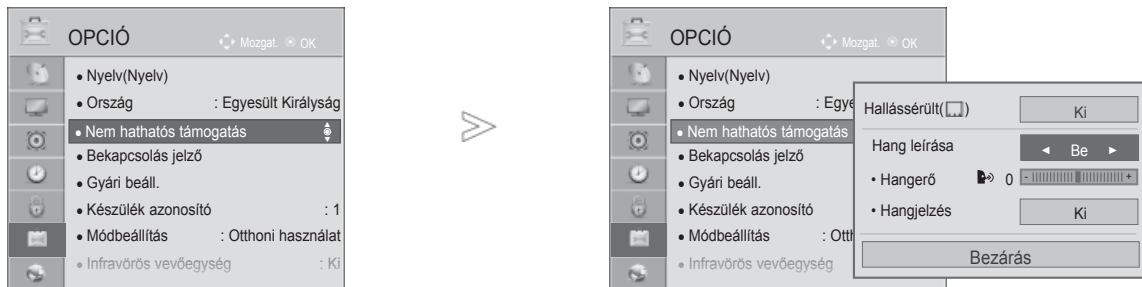 OPCIÓ
Mozgat. OK
• Nyelv(Nyelv)
• Ország : Egyesült Királyság
• Nem hathatós támogatás
• Bekapcsolás jelző
• Gyári beáll.
• Készülék azonosító : 1
• Módbeállítás : Otthoni használat
• Infravörös vevőegység : Ki
OPCIÓ
Mozgat. OK
• Nyelv(Nyelv)
• Ország : Egye
• Nem hathatós támogatás
• Bekapcsolás jelző
• Gyári beáll.
• Készülék azonosító
• Módbeállítás : Otth
• Infravörös vevőegység
Hallássérült( ) Ki
Hang leírása ◄ Be ►
• Hangerő 0 - +
• Hangjelzés Ki
Bezárás